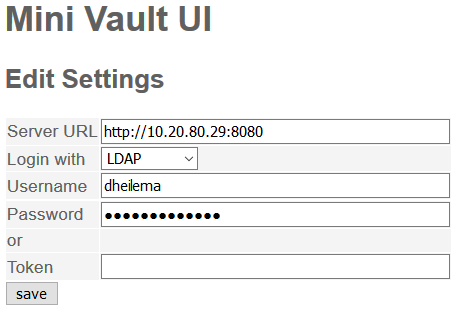 Mini Vault UI
Edit Settings
Server URL http://10.20.80.29:8080
Login with LDAP
Username dheilema
Password ●●●●●●●●●●●●●
or
Token
save